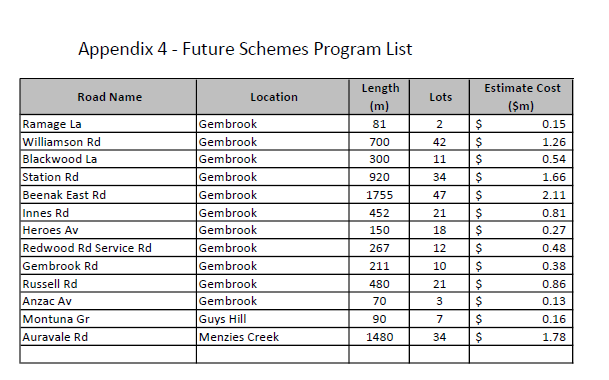 Appendix 4 - Future Schemes Program List
Road Name Location Length (m) Lots Estimate Cost ($m)
Ramage La Gembrook 81 2 $ 0.15
Williamson Rd Gembrook 700 42 $ 1.26
Blackwood La Gembrook 300 11 $ 0.54
Station Rd Gembrook 920 34 $ 1.66
Beenak East Rd Gembrook 1755 47 $ 2.11
Innes Rd Gembrook 452 21 $ 0.81
Heroes Av Gembrook 150 18 $ 0.27
Redwood Rd Service Rd Gembrook 267 12 $ 0.48
Gembrook Rd Gembrook 211 10 $ 0.38
Russell Rd Gembrook 480 21 $ 0.86
Anzac Av Gembrook 70 3 $ 0.13
Montuna Gr Guys Hill 90 7 $ 0.16
Auravale Rd Menzies Creek 1480 34 $ 1.78